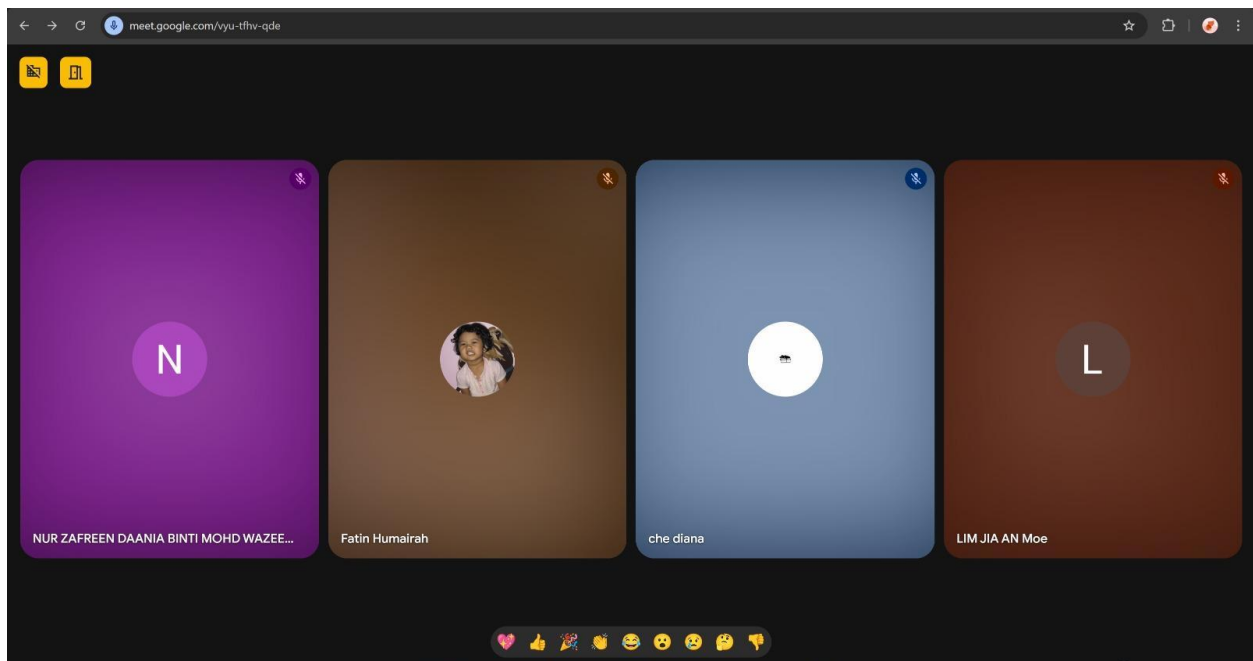 meet.google.com/vyu-tfhv-qde
N
L
NUR ZAFREEN DAANIA BINTI MOHD WAZEE...
Fatin Humairah
che diana
LIM JIA AN Moe